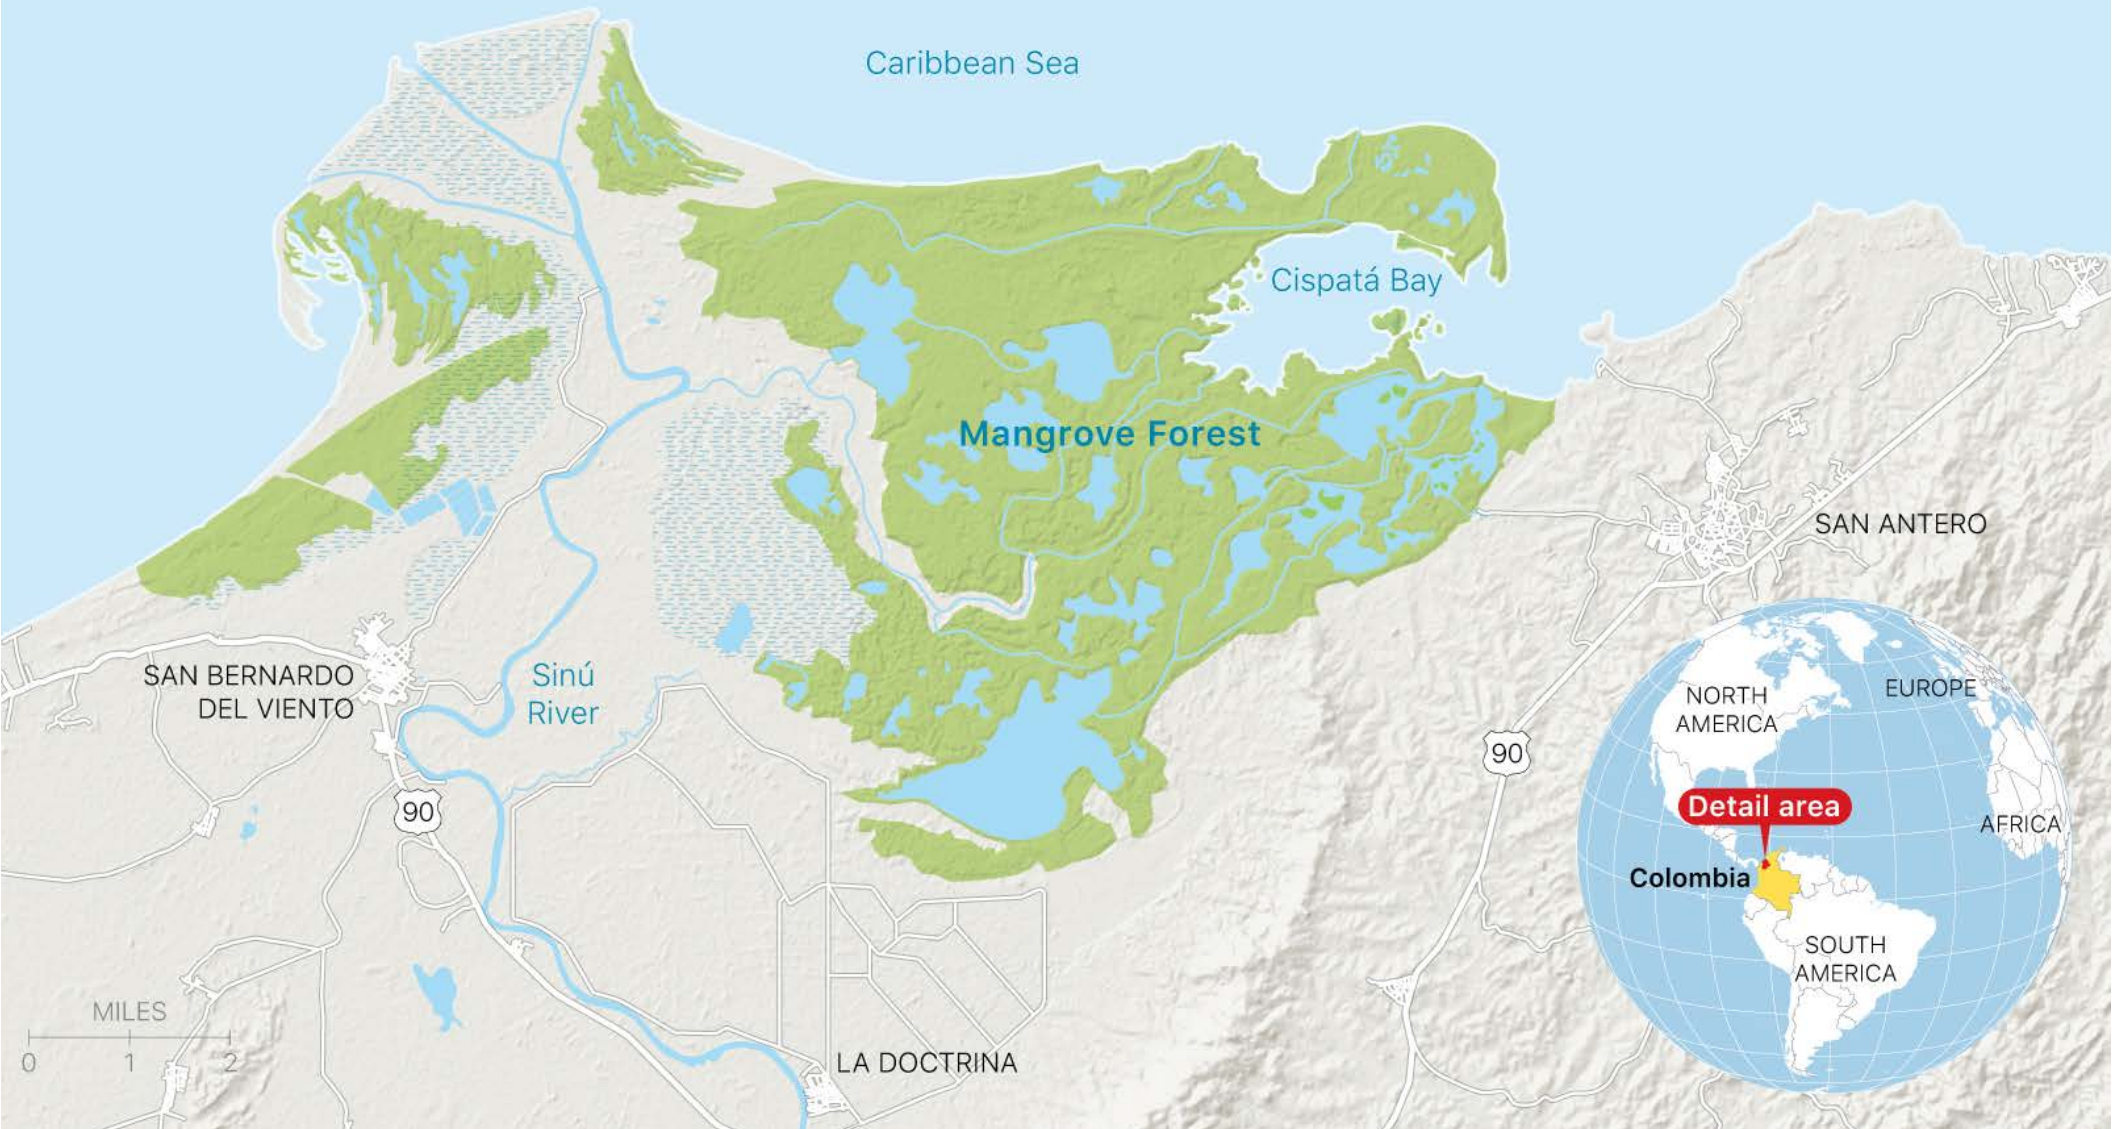 Caribbean Sea
Cispatá Bay
Mangrove Forest
SAN ANTERO
SAN BERNARDO
DEL VIENTO
Sinú
River
90
90
LA DOCTRINA
MILES
0 1 2
NORTH
AMERICA
EUROPE
Detail area
AFRICA
Colombia
SOUTH
AMERICA